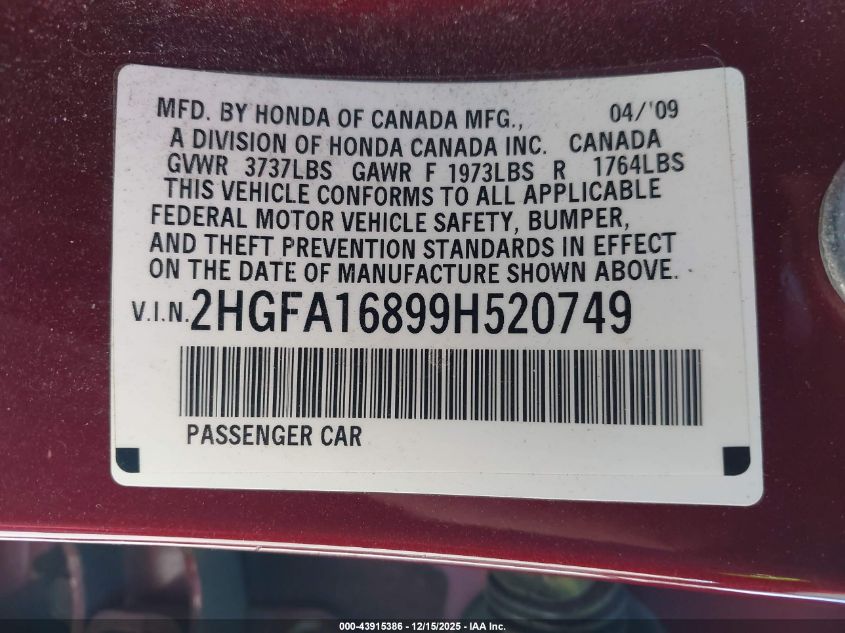 MFD. BY HONDA OF CANADA MFG., 04/'09
A DIVISION OF HONDA CANADA INC. CANADA
GVWR 3737LBS GAWR F 1973LBS R 1764LBS
THIS VEHICLE CONFORMS TO ALL APPLICABLE
FEDERAL MOTOR VEHICLE SAFETY, BUMPER,
AND THEFT PREVENTION STANDARDS IN EFFECT
ON THE DATE OF MANUFACTURE SHOWN ABOVE.
V.I.N. 2HGFA16899H520749
PASSENGER CAR
000-43915386 - 12/15/2025 - IAA Inc.